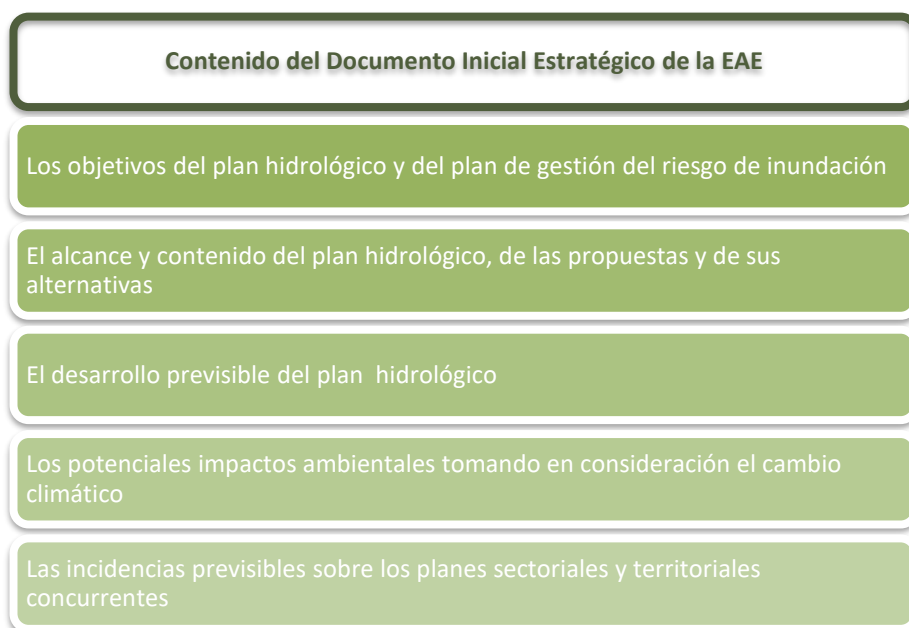 Contenido del Documento Inicial Estratégico de la EAE
Los objetivos del plan hidrológico y del plan de gestión del riesgo de inundación
El alcance y contenido del plan hidrológico, de las propuestas y de sus
alternativas
El desarrollo previsible del plan  hidrológico
Los potenciales impactos ambientales tomando en consideración el cambio
climático
Las incidencias previsibles sobre los planes sectoriales y territoriales
concurrentes